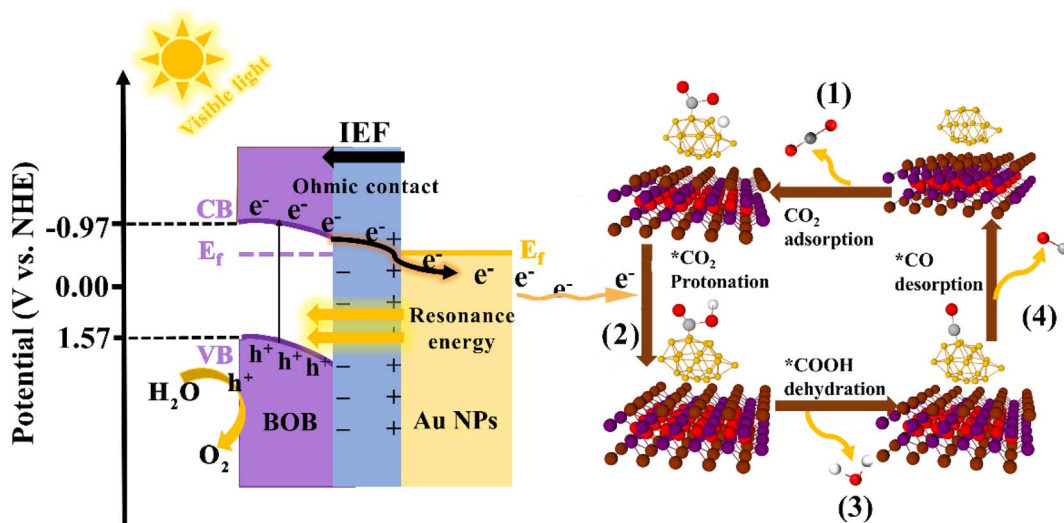 Visible light
Potential (V vs. NHE)
-0.97
0.00
1.57
IEF
Ohmic contact
CB
e-
e-
e-
e-
e-
e-
Ef
Ef
+
+
+
+
+
+
+
−
−
−
−
−
−
Resonance
energy
VB
h+
h+
h+
h+
H2O
O2
BOB
Au NPs
e-
e-
e-
e-
(1)
CO2
adsorption
*CO2
Protonation
(2)
*COOH
dehydration
(3)
*CO
desorption
(4)